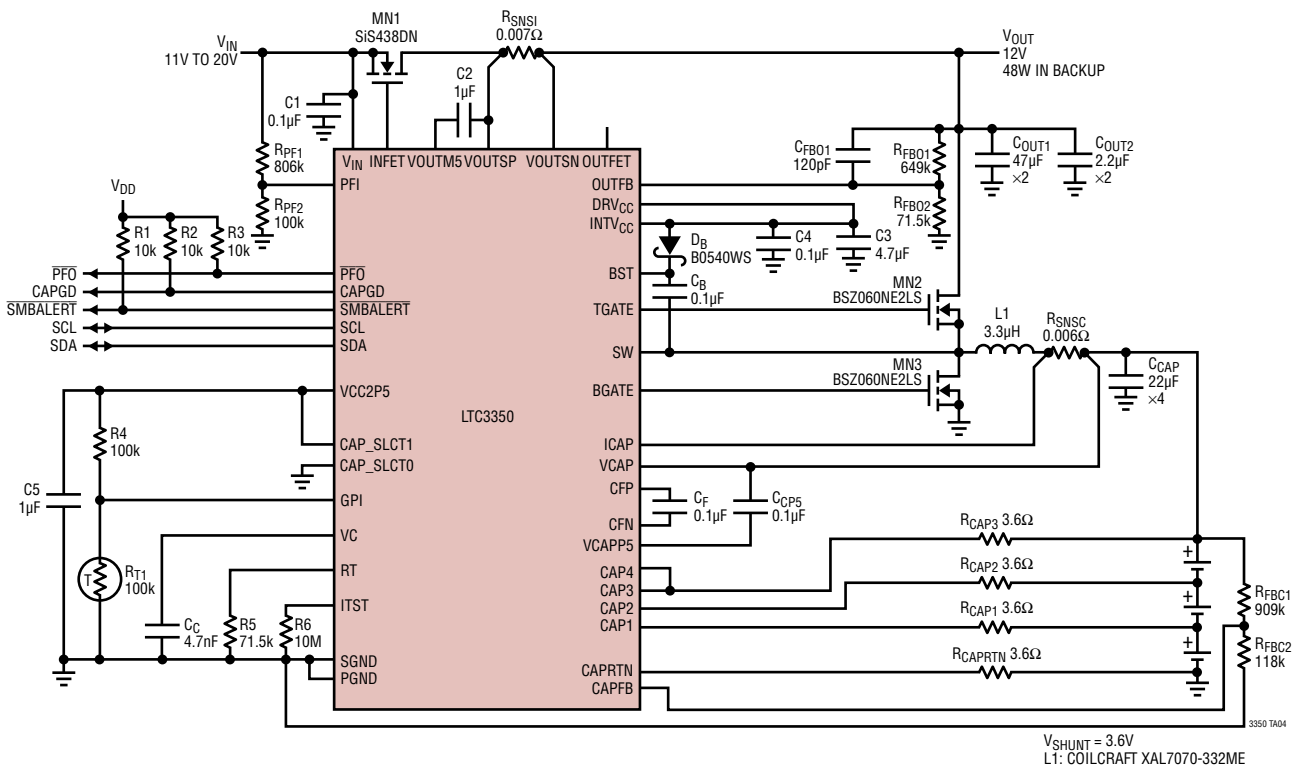 MN1
SiS438DN
RSNSI
0.007Ω
VIN
11V TO 20V
VOUT
12V
48W IN BACKUP
C1
0.1µF
C2
1µF
RPF1
806k
RPF2
100k
CFBO1
120pF
RFBO1
649k
RFBO2
71.5k
COUT1
47µF
×2
COUT2
2.2µF
×2
VIN INFET VOUTM5 VOUTSP VOUTSN OUTFET
PFI
OUTFB
DRVCC
INTVCC
VDD
R1
10k
R2
10k
R3
10k
DB
B0540WS
C4
0.1µF
C3
4.7µF
PFO
CAPGD
SMBALERT
SCL
SDA
PFO
CAPGD
SMBALERT
SCL
SDA
BST
CB
0.1µF
TGATE
SW
BGATE
MN2
BSZ060NE2LS
MN3
BSZ060NE2LS
L1
3.3µH
RSNSC
0.006Ω
CCAP
22µF
×4
VCC2P5
LTC3350
CAP_SLCT1
CAP_SLCT0
GPI
VC
RT
ITST
SGND
PGND
ICAP
VCAP
CFP
CFN
VCAPP5
CAP4
CAP3
CAP2
CAP1
CAPRTN
CAPFB
C5
1µF
R4
100k
T
RT1
100k
CC
4.7nF
R5
71.5k
R6
10M
CF
0.1µF
CCP5
0.1µF
RCAP3 3.6Ω
RCAP2 3.6Ω
RCAP1 3.6Ω
RCAPRTN 3.6Ω
+
+
+
RFBC1
909k
RFBC2
118k
3350 TA04
VSHUNT = 3.6V
L1: COILCRAFT XAL7070-332ME